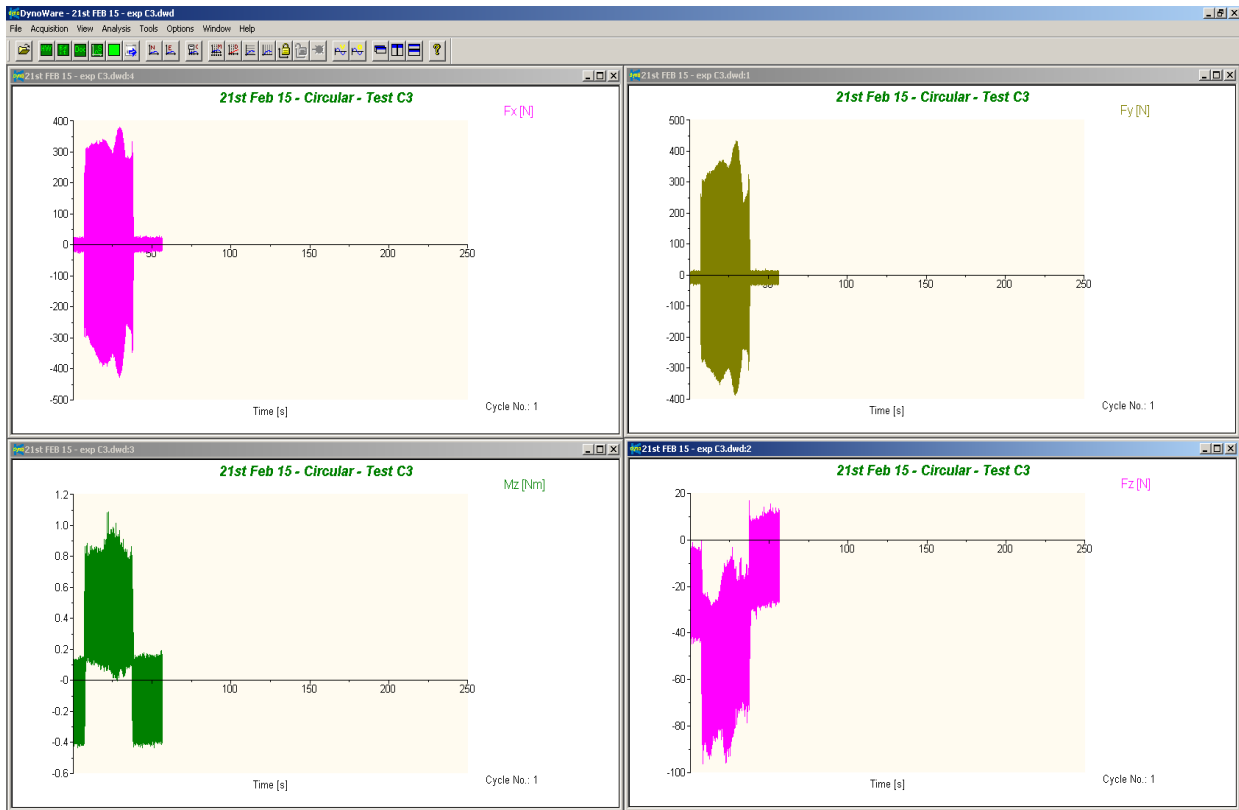 DynoWare - 21st FEB 15 - exp C3.dwd
File Acquisition View Analysis Tools Options Window Help
21st FEB 15 - exp C3.dwd:4
21st Feb 15 - Circular - Test C3
Fx [N]
400
300
200
100
0
-100
-200
-300
-400
-500
50
100
150
200
250
Time [s]
Cycle No.: 1
21st FEB 15 - exp C3.dwd:1
21st Feb 15 - Circular - Test C3
Fy [N]
500
400
300
200
100
0
-100
-200
-300
-400
50
100
150
200
250
Time [s]
Cycle No.: 1
21st FEB 15 - exp C3.dwd:3
21st Feb 15 - Circular - Test C3
Mz [Nm]
1.2
1.0
0.8
0.6
0.4
0.2
-0
-0.2
-0.4
-0.6
100
150
200
250
Time [s]
Cycle No.: 1
21st FEB 15 - exp C3.dwd:2
21st Feb 15 - Circular - Test C3
Fz [N]
20
0
-20
-40
-60
-80
-100
100
150
200
250
Time [s]
Cycle No.: 1